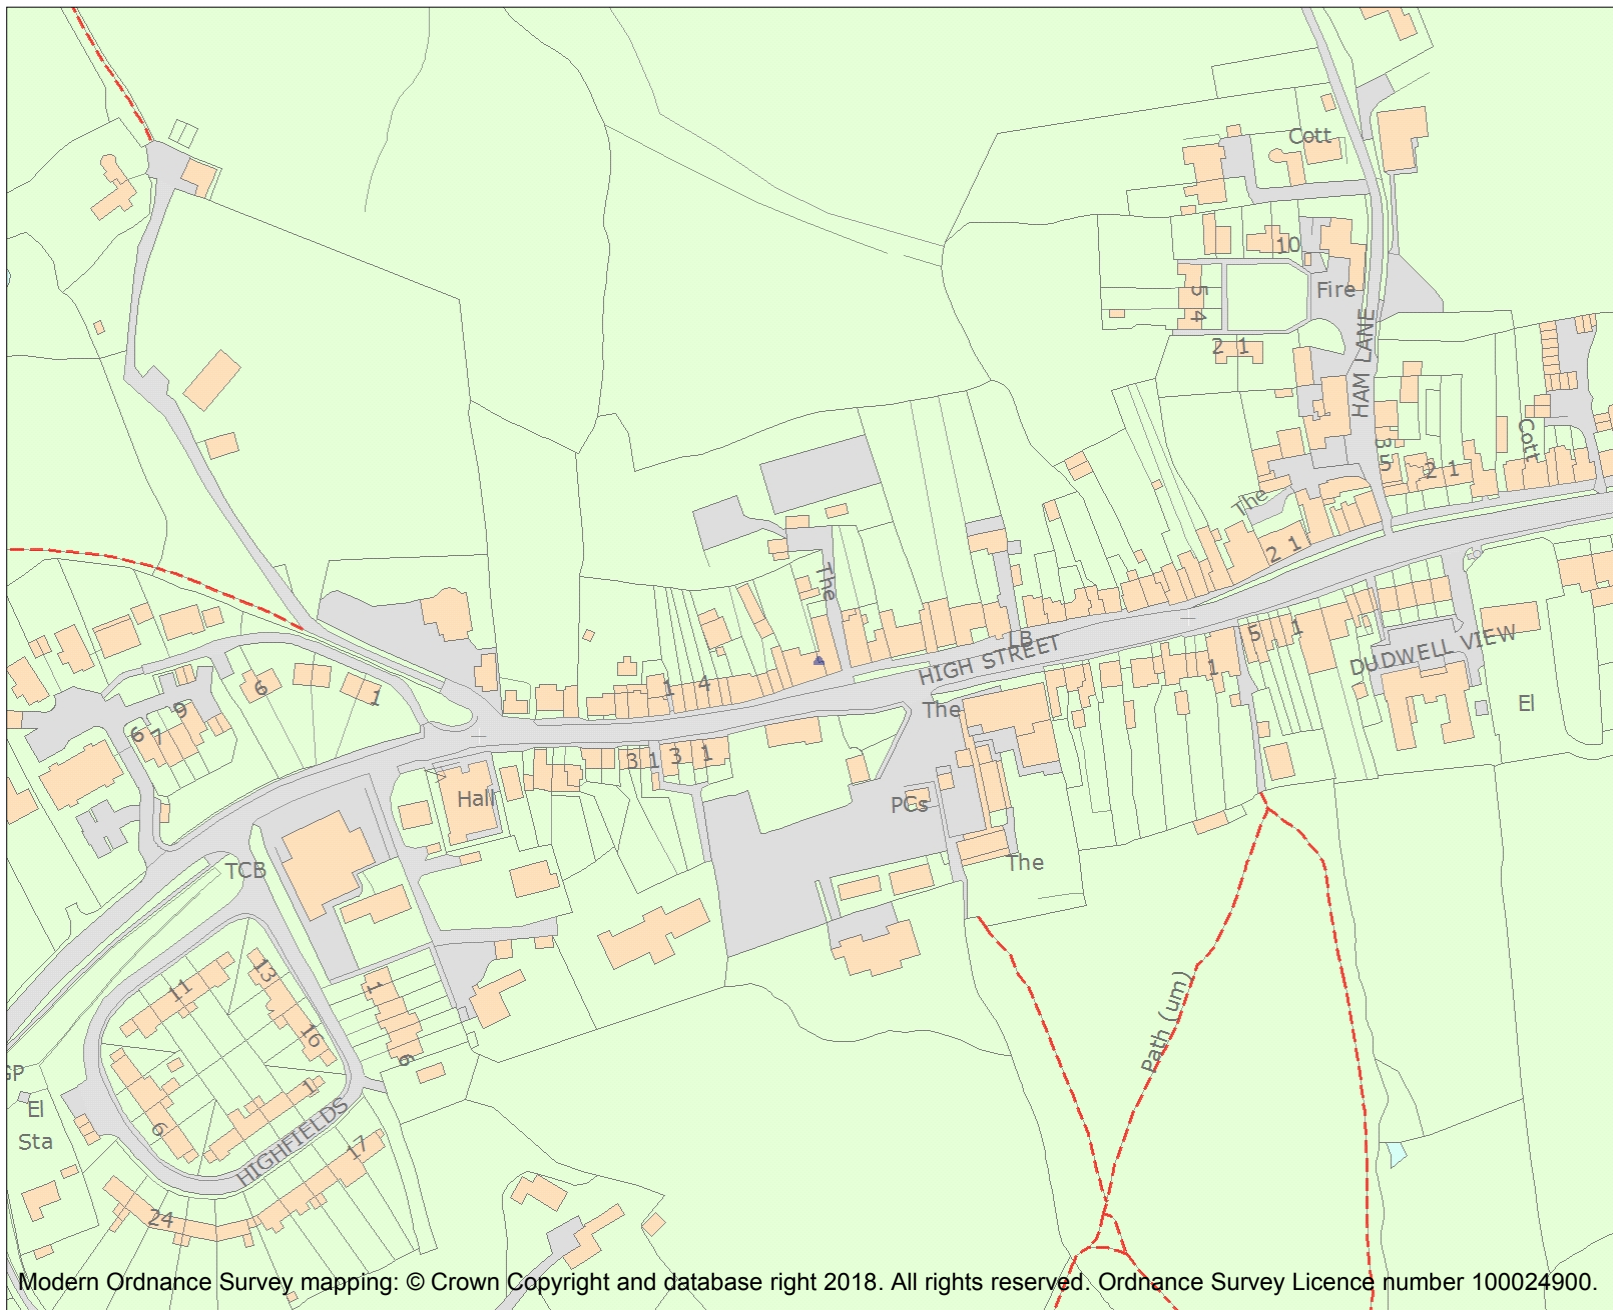 Cott
10
Fire
5
4
2 1
HAM LANE
Cott
5
2 1
The
2 1
The
LB
HIGH STREET
5
1
DUDWELL VIEW
1
El
1
4
6
1
9
6
7
3 1 3 1
The
Hall
PCs
The
TCB
13
11
1
16
6
Path (um)
El
Sta
1
6
HIGHFIELDS
17
24
Modern Ordnance Survey mapping: © Crown Copyright and database right 2018. All rights reserved. Ordnance Survey Licence number 100024900.